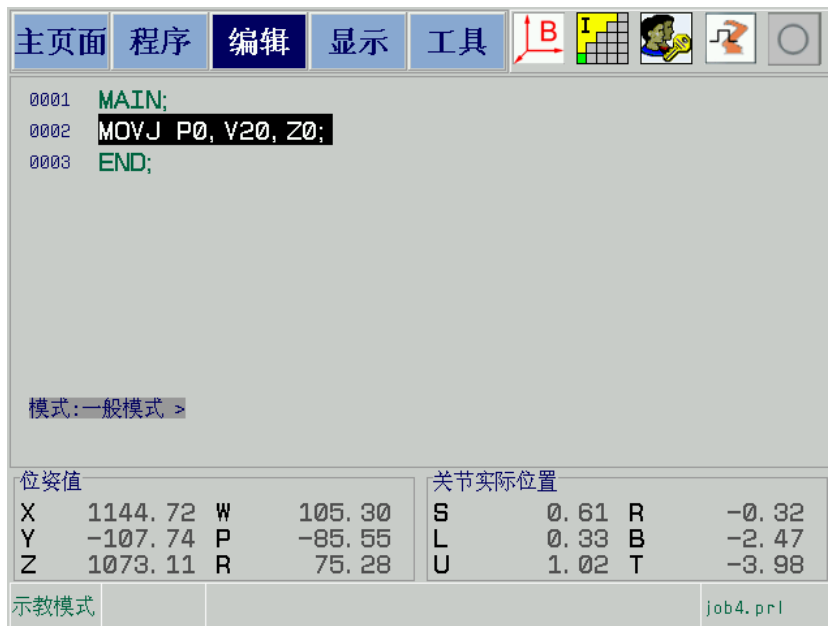 主页面 程序 编辑 显示 工具 B I
0001 MAIN;
0002 MOVJ P0, V20, Z0;
0003 END;
模式:一般模式 >
位姿值 关节实际位置
X 1144.72 W 105.30 S 0.61 R -0.32
Y -107.74 P -85.55 L 0.33 B -2.47
Z 1073.11 R 75.28 U 1.02 T -3.98
示教模式 job4.prl